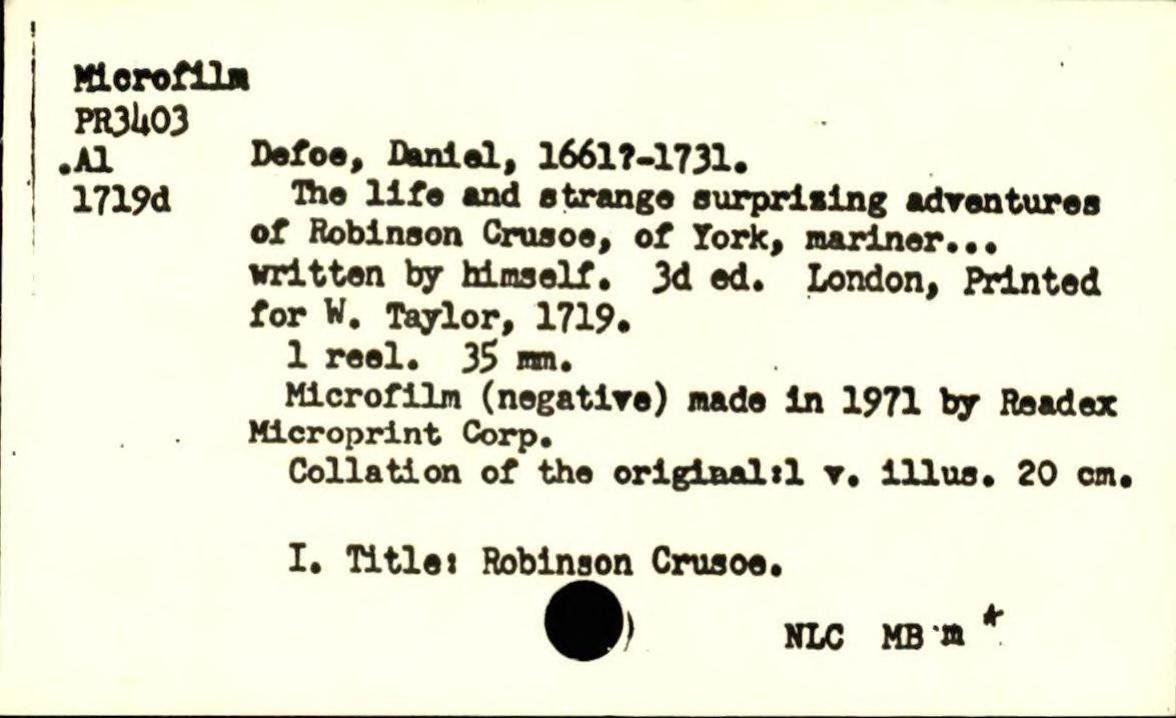 Microfilm
PR3403
.A1
1719d
Defoe, Daniel, 1661?-1731.
The life and strange surprizing adventures
of Robinson Crusoe, of York, mariner...
written by himself. 3d ed. London, Printed
for W. Taylor, 1719.
1 reel. 35 mm.
Microfilm (negative) made in 1971 by Readex
Microprint Corp.
Collation of the original:1 v. illus. 20 cm.
I. Title: Robinson Crusoe.
NLC MB m *